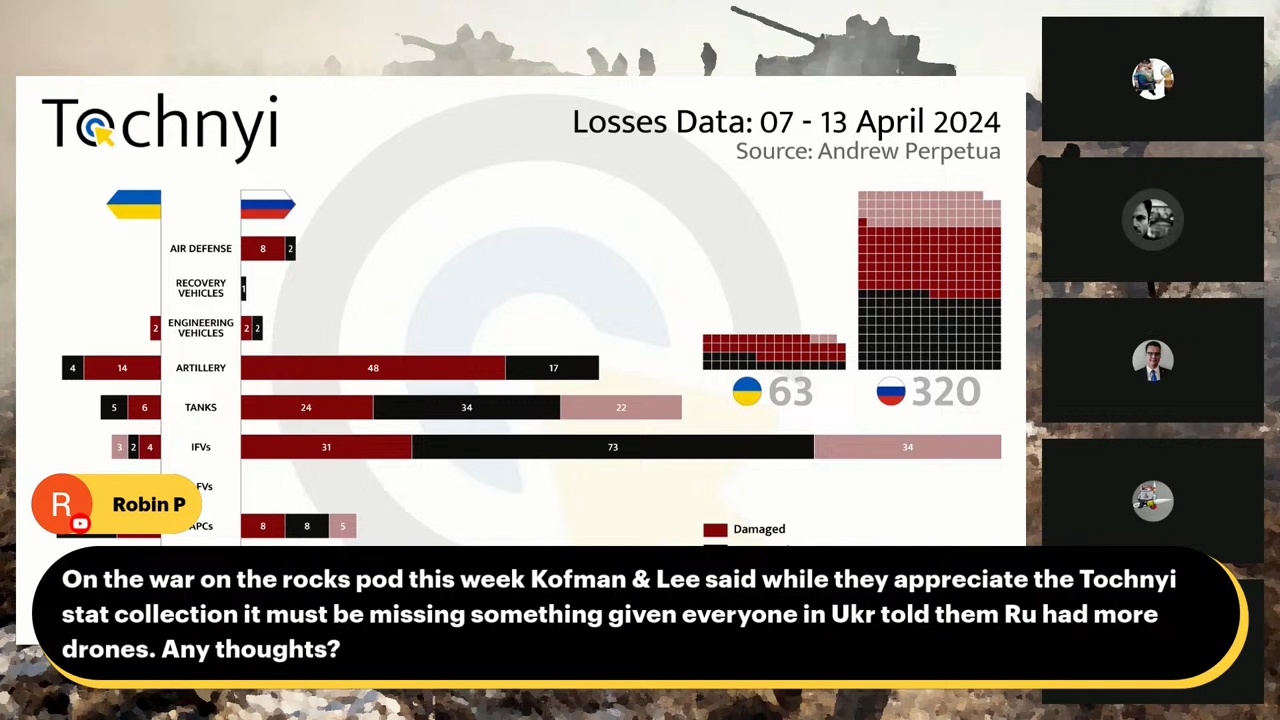 Tochnyi
Losses Data: 07 - 13 April 2024
Source: Andrew Perpetua
AIR DEFENSE 8 2
RECOVERY
VEHICLES 1
2 ENGINEERING
VEHICLES 2 2
4 14 ARTILLERY 48 17
5 6 TANKS 24 34 22
3 2 4 IFVs 31 73 34
FVs
APCs 8 8 5
63 320
Damaged
R Robin P
On the war on the rocks pod this week Kofman & Lee said while they appreciate the Tochnyi
stat collection it must be missing something given everyone in Ukr told them Ru had more
drones. Any thoughts?